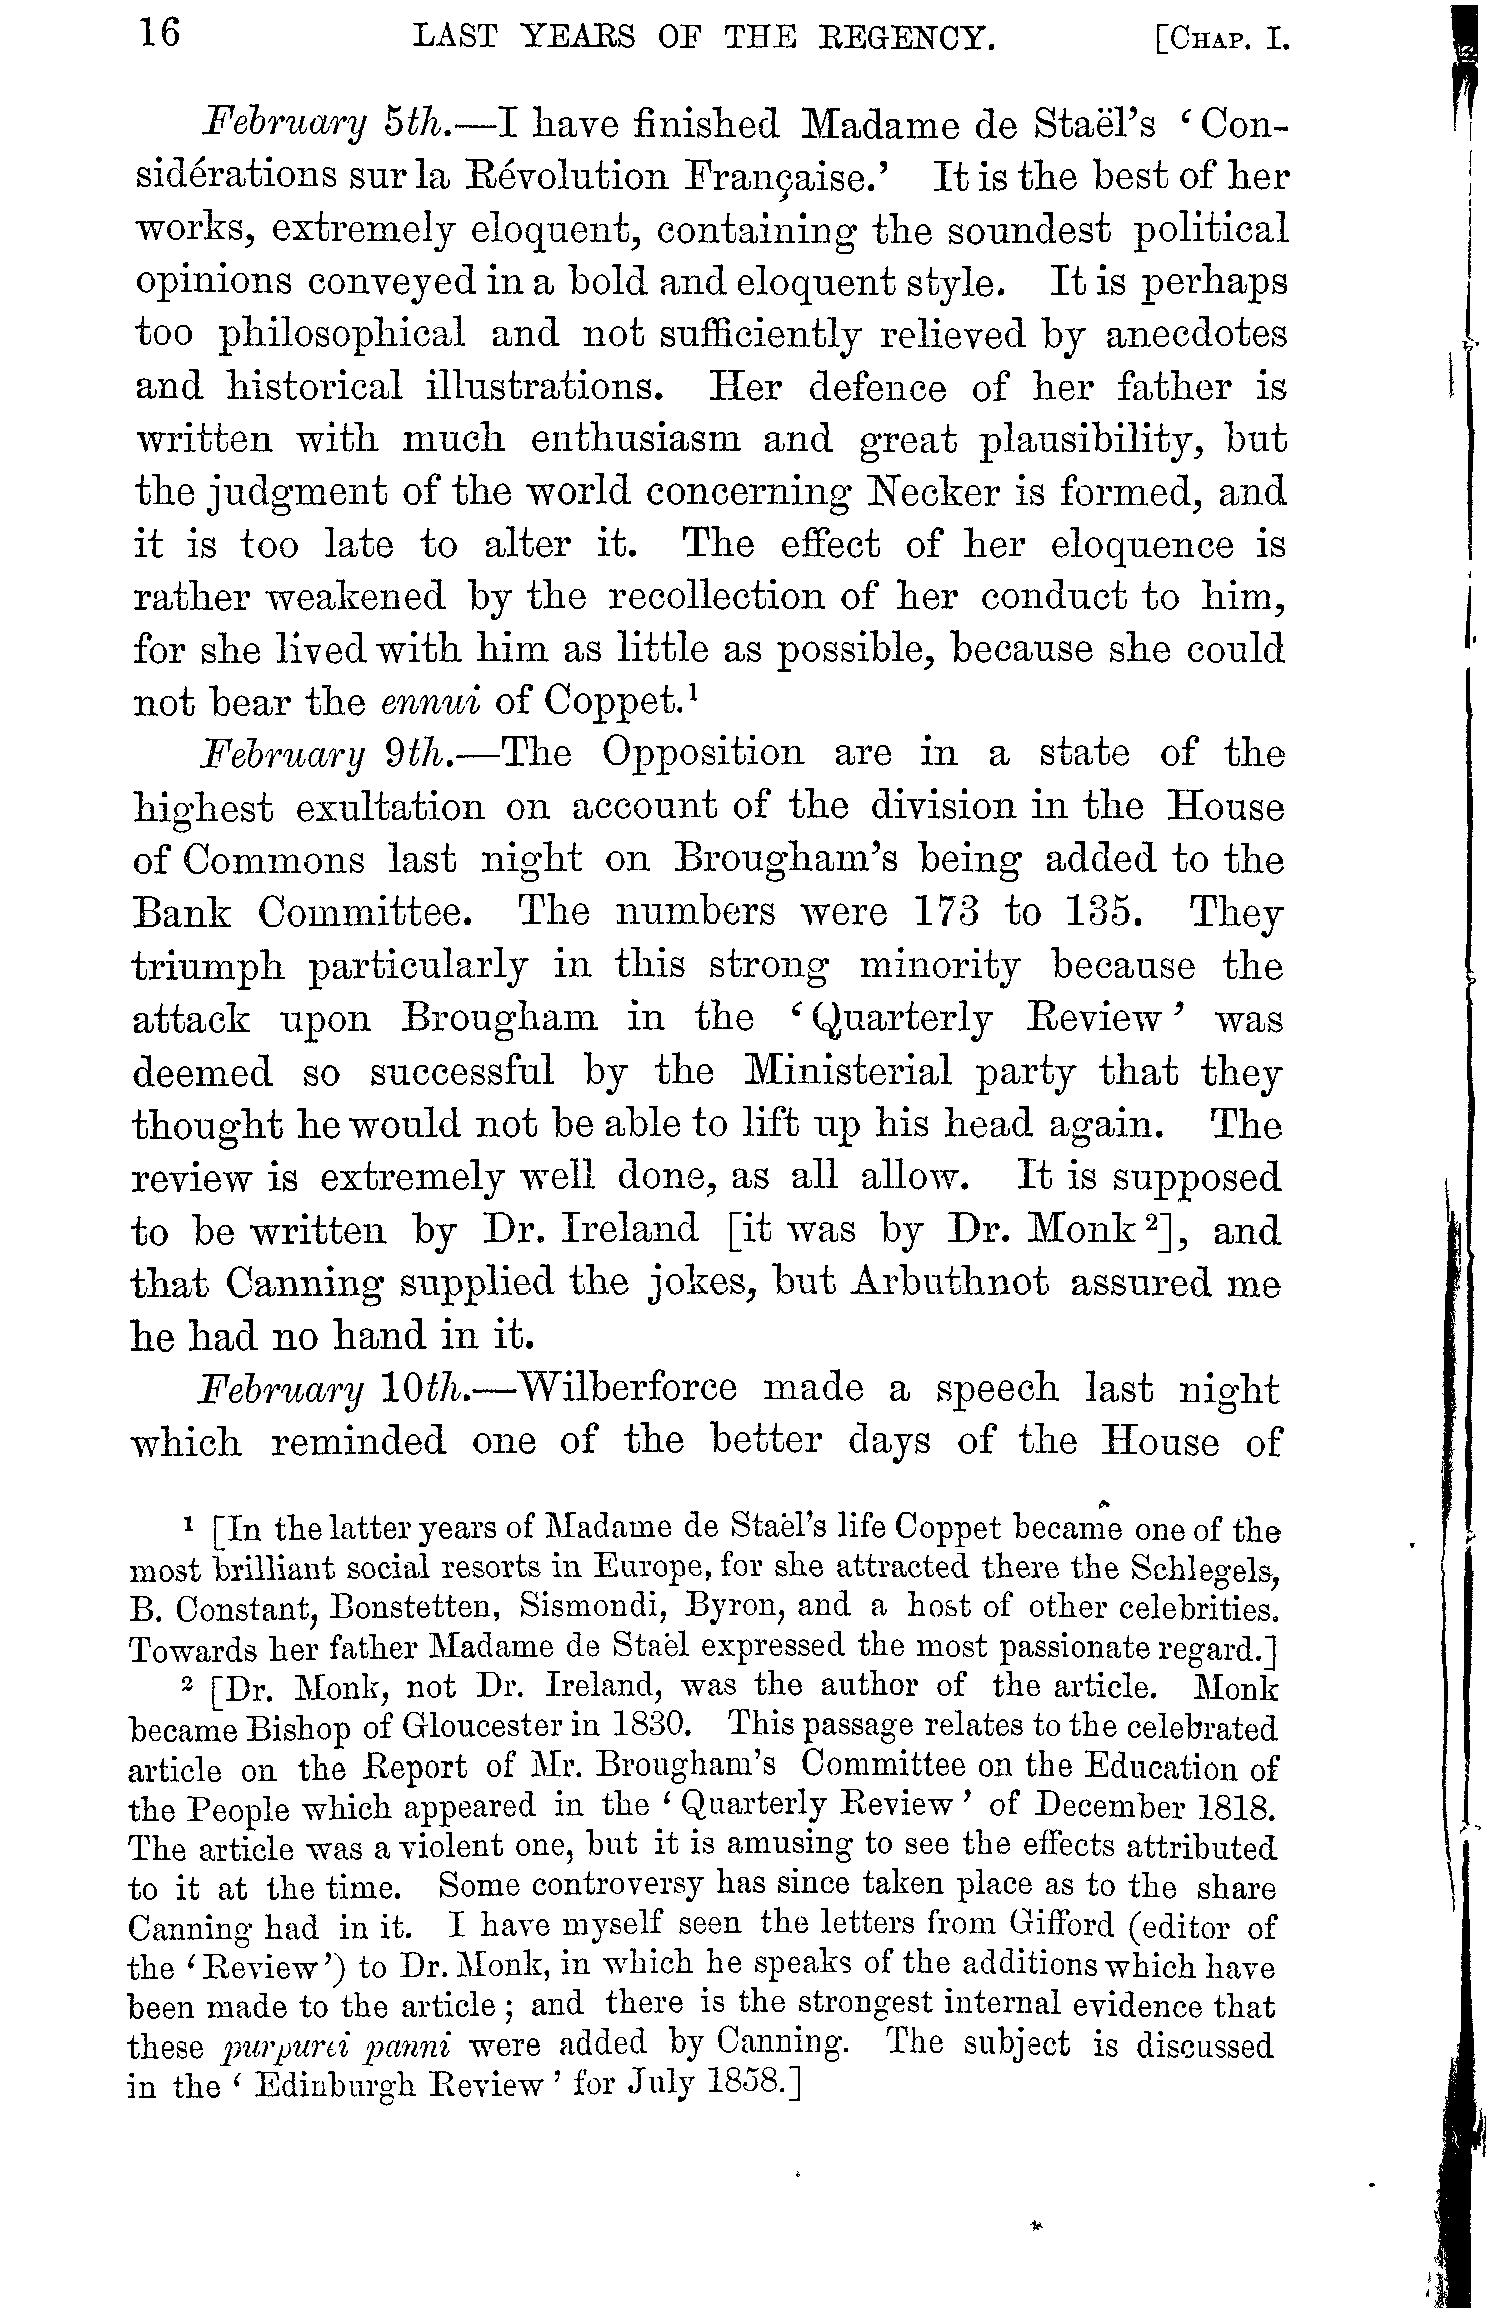 16 LAST YEARS OF THE REGENCY. [CHAP. I.
February 5th.—I have finished Madame de Staël's ‘Con-
sidérations sur la Révolution Française.’ It is the best of her
works, extremely eloquent, containing the soundest political
opinions conveyed in a bold and eloquent style. It is perhaps
too philosophical and not sufficiently relieved by anecdotes
and historical illustrations. Her defence of her father is
written with much enthusiasm and great plausibility, but
the judgment of the world concerning Necker is formed, and
it is too late to alter it. The effect of her eloquence is
rather weakened by the recollection of her conduct to him,
for she lived with him as little as possible, because she could
not bear the ennui of Coppet.¹
February 9th.—The Opposition are in a state of the
highest exultation on account of the division in the House
of Commons last night on Brougham's being added to the
Bank Committee. The numbers were 173 to 135. They
triumph particularly in this strong minority because the
attack upon Brougham in the ‘Quarterly Review’ was
deemed so successful by the Ministerial party that they
thought he would not be able to lift up his head again. The
review is extremely well done, as all allow. It is supposed
to be written by Dr. Ireland [it was by Dr. Monk²], and
that Canning supplied the jokes, but Arbuthnot assured me
he had no hand in it.
February 10th.—Wilberforce made a speech last night
which reminded one of the better days of the House of
¹ [In the latter years of Madame de Staël's life Coppet became one of the
most brilliant social resorts in Europe, for she attracted there the Schlegels,
B. Constant, Bonstetten, Sismondi, Byron, and a host of other celebrities.
Towards her father Madame de Staël expressed the most passionate regard.]
² [Dr. Monk, not Dr. Ireland, was the author of the article. Monk
became Bishop of Gloucester in 1830. This passage relates to the celebrated
article on the Report of Mr. Brougham's Committee on the Education of
the People which appeared in the ‘Quarterly Review’ of December 1818.
The article was a violent one, but it is amusing to see the effects attributed
to it at the time. Some controversy has since taken place as to the share
Canning had in it. I have myself seen the letters from Gifford (editor of
the ‘Review’) to Dr. Monk, in which he speaks of the additions which have
been made to the article; and there is the strongest internal evidence that
these purpurei panni were added by Canning. The subject is discussed
in the ‘Edinburgh Review’ for July 1858.]